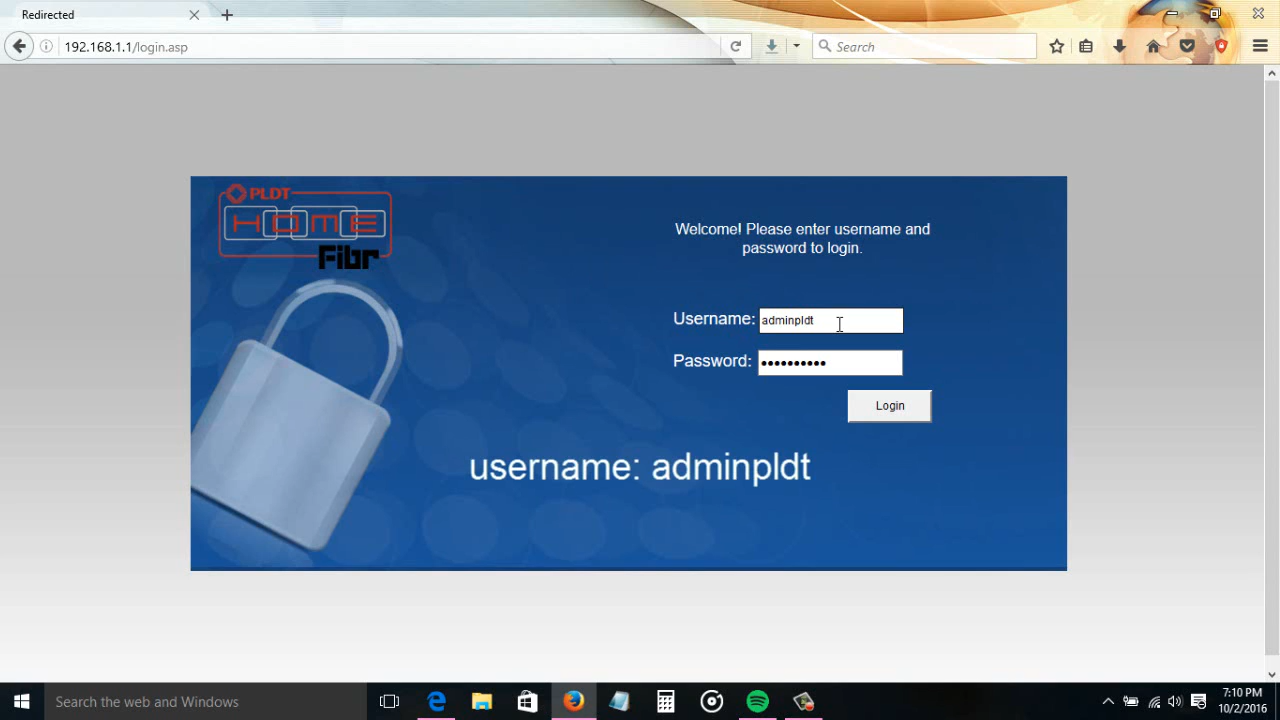 Redirected
192.168.1.1/login.asp
Search
PLDT
HOME
Fibr
Welcome! Please enter username and
password to login.
Username: adminpldt
Password: ••••••••••
Login
username: adminpldt
Search the web and Windows
7:10 PM
10/2/2016